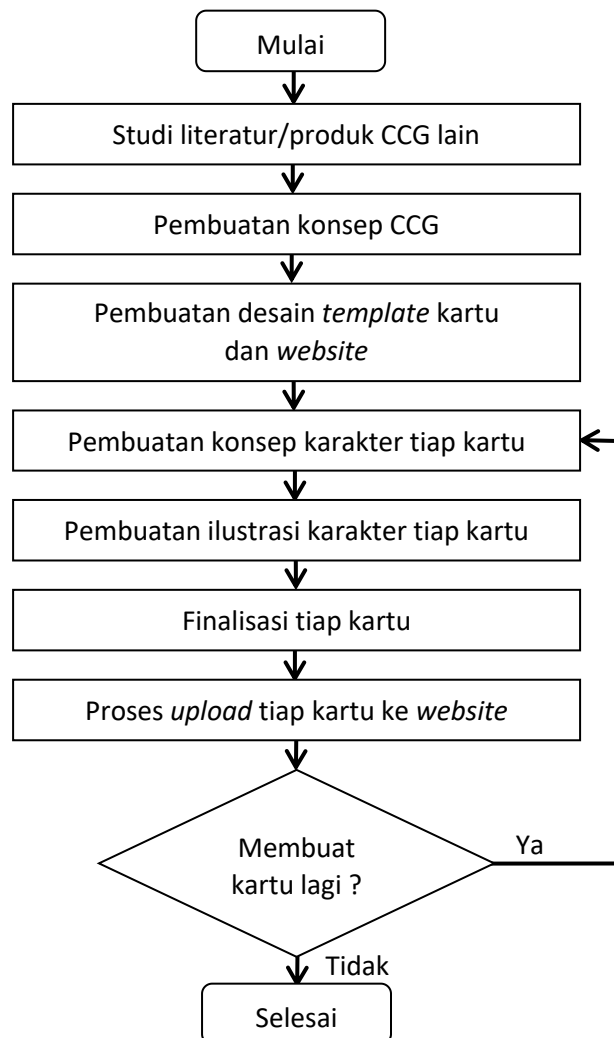 Mulai
Studi literatur/produk CCG lain
Pembuatan konsep CCG
Pembuatan desain template kartu
dan website
Pembuatan konsep karakter tiap kartu
Pembuatan ilustrasi karakter tiap kartu
Finalisasi tiap kartu
Proses upload tiap kartu ke website
Membuat
kartu lagi ?
Ya
Tidak
Selesai